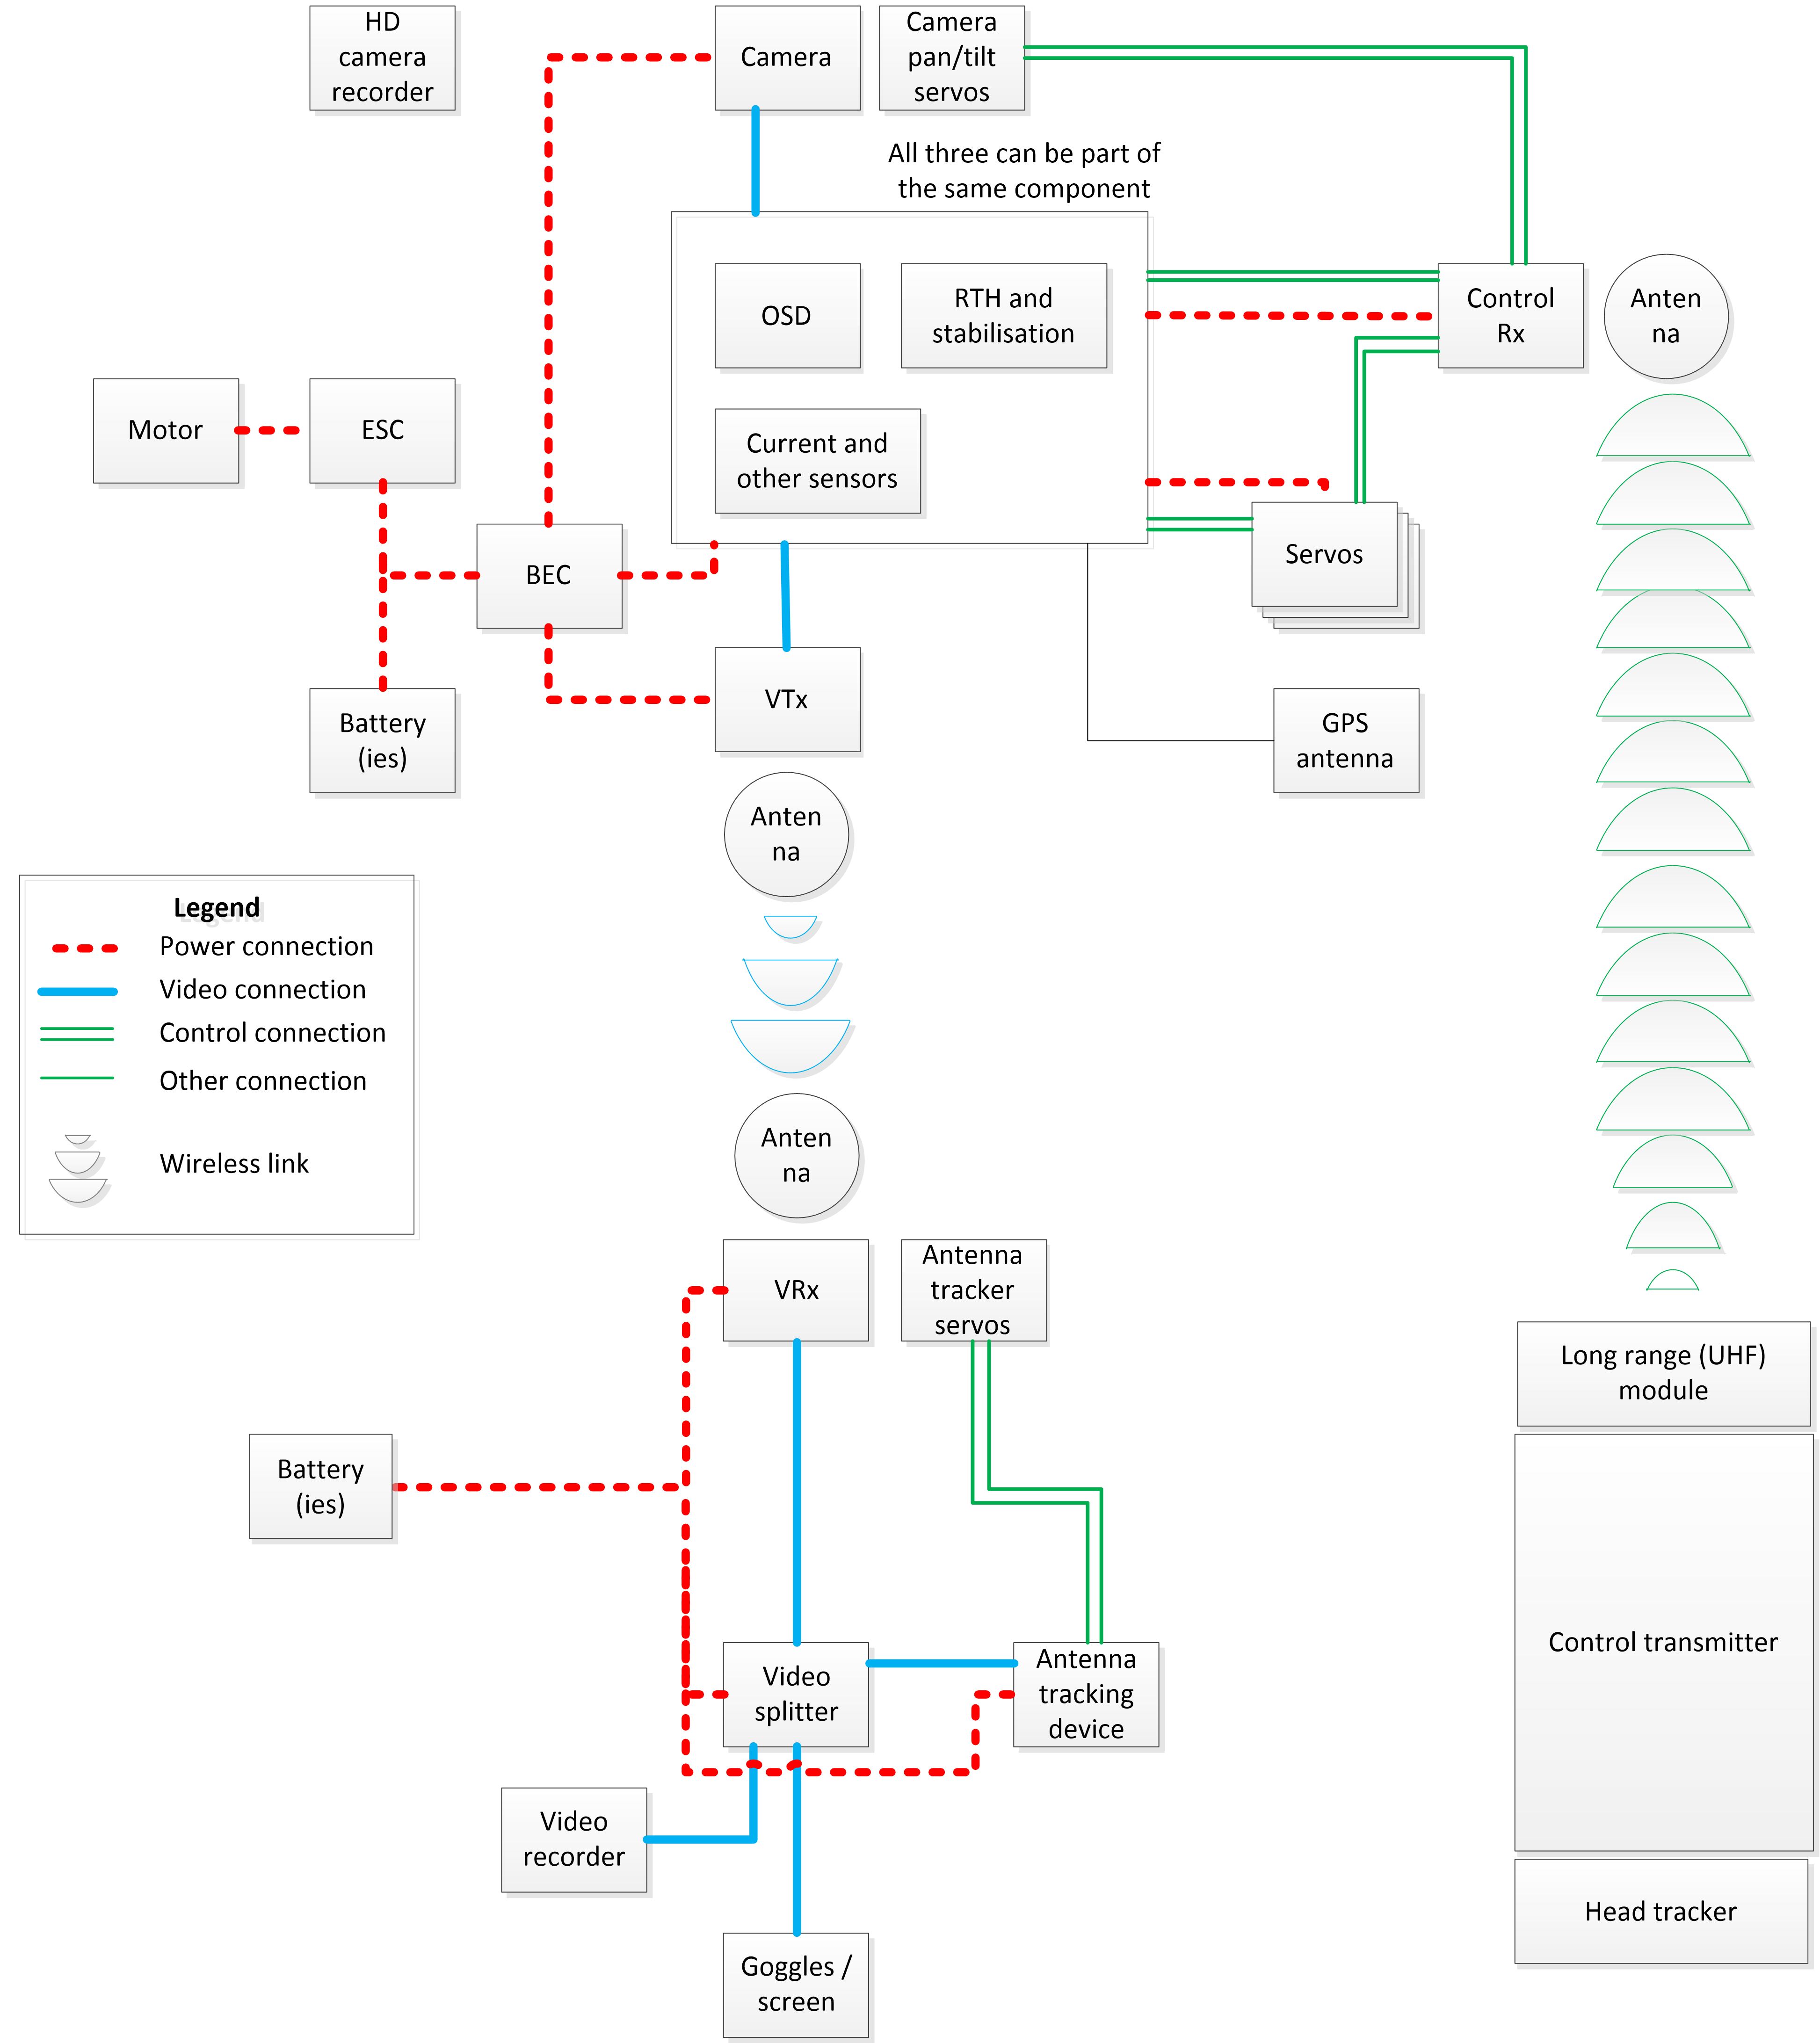 HD
camera
recorder
Camera
Camera
pan/tilt
servos
All three can be part of
the same component
OSD
RTH and
stabilisation
Control
Rx
Anten
na
Motor
ESC
Current and
other sensors
BEC
Servos
VTx
Battery
(ies)
GPS
antenna
Anten
na
Legend
Power connection
Video connection
Control connection
Other connection
Wireless link
Anten
na
VRx
Antenna
tracker
servos
Long range (UHF)
module
Battery
(ies)
Control transmitter
Video
splitter
Antenna
tracking
device
Video
recorder
Head tracker
Goggles /
screen